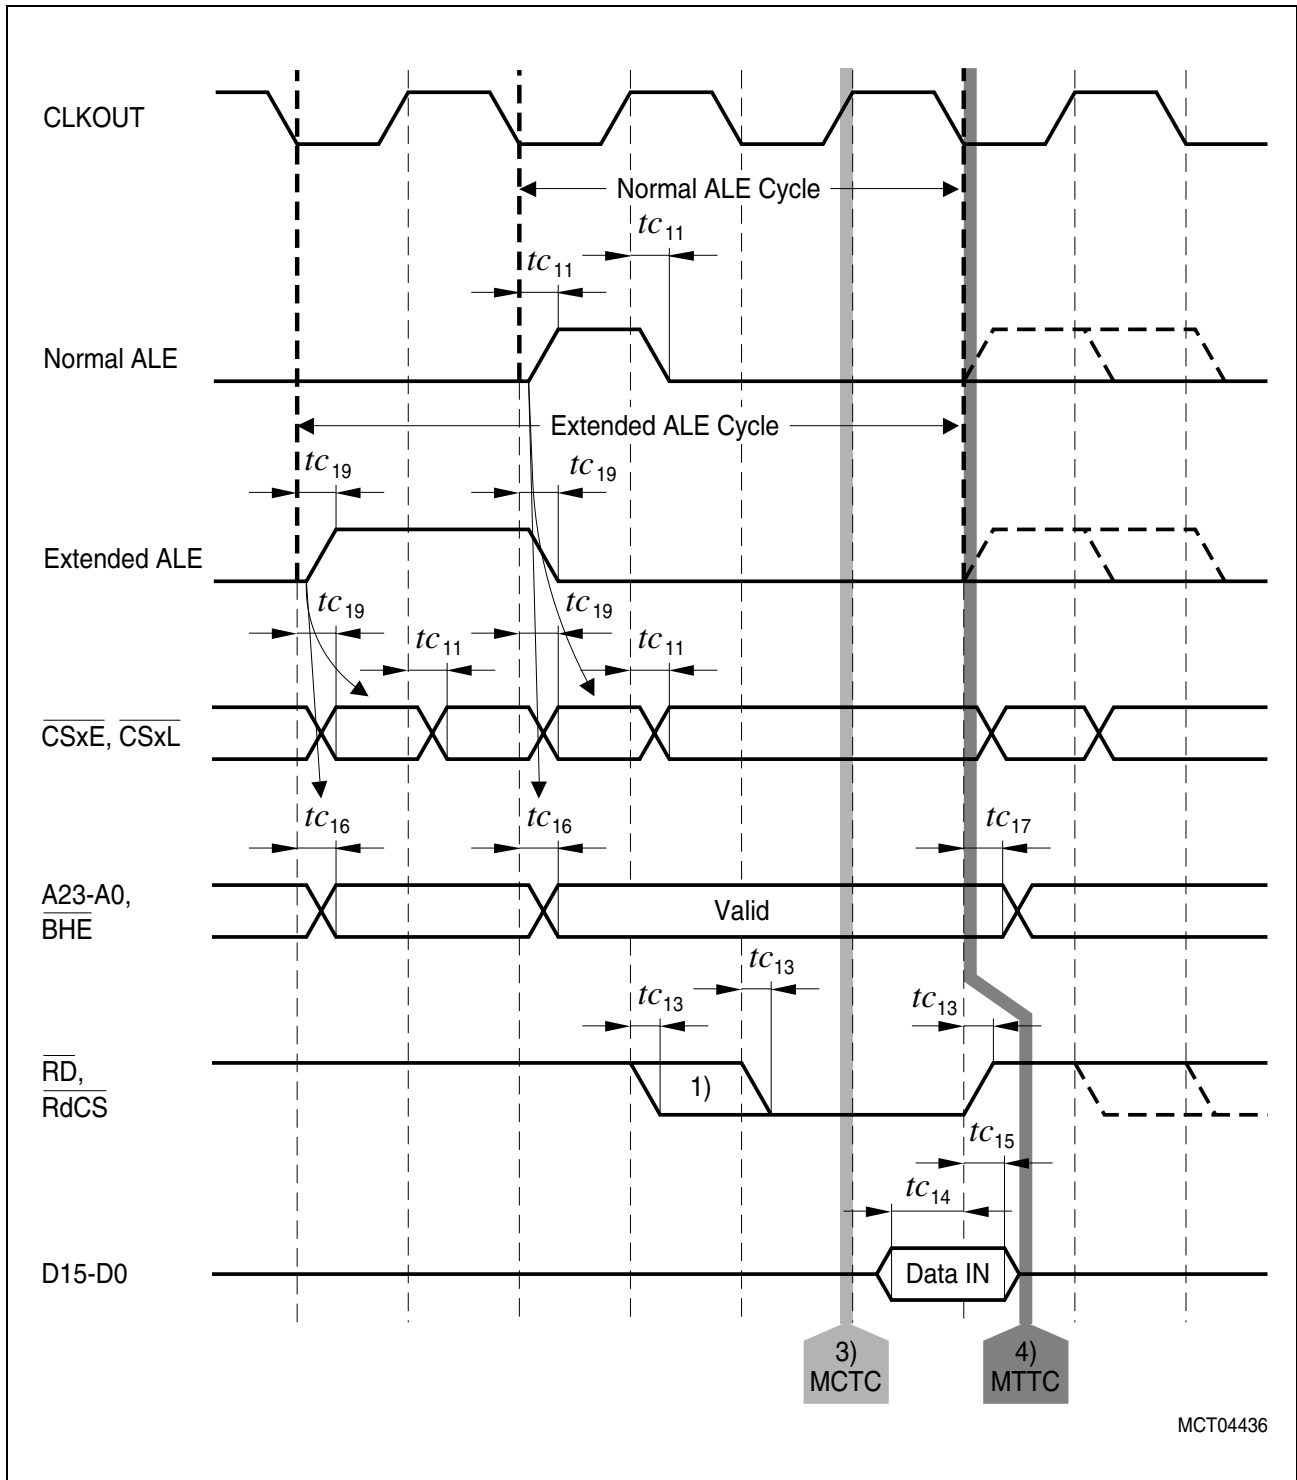 CLKOUT
Normal ALE Cycle
tc11
tc11
Normal ALE
Extended ALE Cycle
tc19
tc19
Extended ALE
tc19
tc19
tc11
tc11
CSxE, CSxL
tc16
tc16
tc17
A23-A0,
BHE
Valid
tc13
tc13
tc13
RD,
RdCS
1)
tc15
tc14
D15-D0
Data IN
3)
MCTC
4)
MTTC
MCT04436